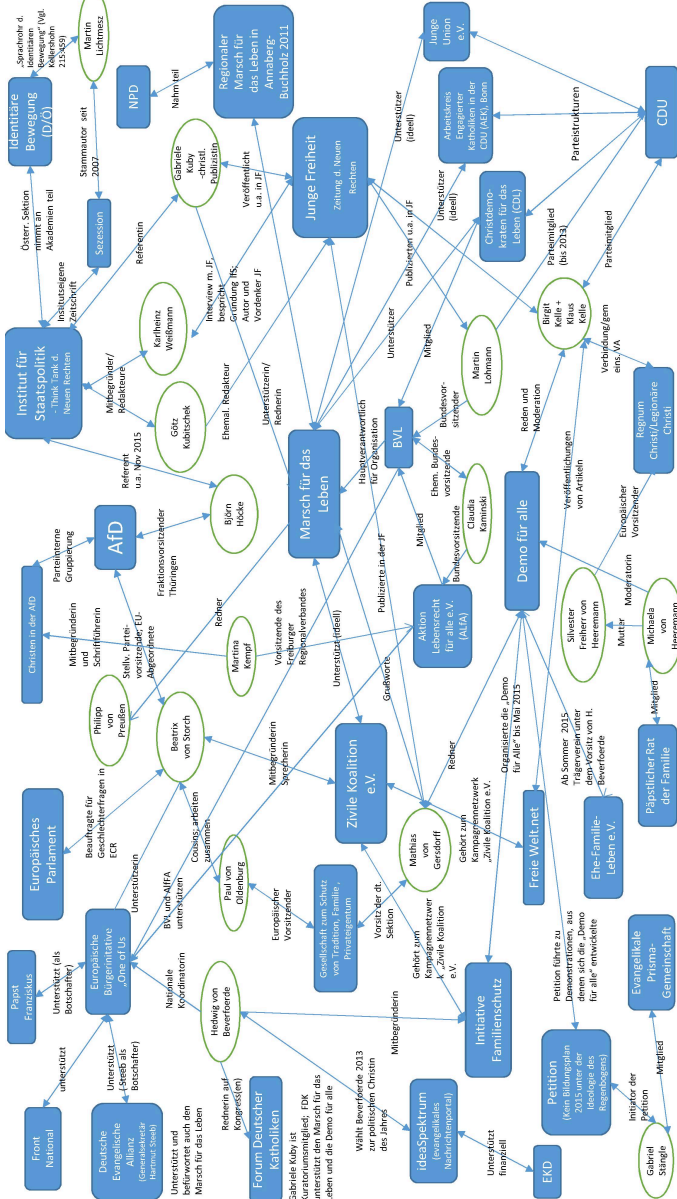 Front
National
unterstützt
Papst
Franziskus
Unterstützt (als
Botschafter)
Europäisches
Parlament
Beauftragte für
Geschlechterfragen in
ECR
Christen in der AfD
Parteiinterne
Gruppierung
Mitbegründerin
und
Schriftführerin
Institut für
Staatspolitik
- Think Tank d.
Neuen Rechten
Österr. Sektion
nimmt an
Akademien teil
Identitäre
Bewegung
(D/Ö)
„Sprachrohr d.
Identitären
Bewegung" (Vgl.
Kellershohn
215:459)
Martin
Lichtmesz
Stammautor seit
2007
Sezession
Institutseigene
Zeitschrift
Deutsche
Evangelische
Allianz
(Generalsekretär
Hartmut Steeb)
Unterstützt
( Steeb als
Botschafter)
Unterstützt und
befürwortet auch den
Marsch für das Leben
Europäische
Bürgerinitative
„One of Us"
Unterstützerin
BVL und AlfFA
unterstützen
Nationale
Koordinatorin
Philipp
von
Preußen
Redner
Stellv. Partei-
vorsitzende, EU-
Abgeordnete
AfD
Fraktionsvorsitzender
Thüringen
Björn
Höcke
Referent
u.a. Nov 2015
Mitbegründer/
Redakteure
Götz
Kubitschek
Karlheinz
Weißmann
Referentin
NPD
Nahm teil
Regionaler
Marsch für
das Leben in
Annaberg-
Buchholz 2011
Gabriele
Kuby
-christl.
Publizistin
Veröffentlicht
u.a. in JF
Interview m. JF,
bespricht
Gründung IfS;
Autor und
Vordenker JF
Ehemal. Redakteur
Unterstützerin/
Rednerin
Junge Freiheit
Zeitung d. Neuen
Rechten
Beatrix
von Storch
Cousins; arbeiten
zusammen
Paul von
Oldenburg
Mitbegründerin
Sprecherin
Martina
Kempf
Vorsitzende des
Freiburger
Regionalverbandes
Hedwig von
Beverfoerde
Rednerin auf
Kongress(en)
Forum Deutscher
Katholiken
Gabriele Kuby ist
Kuratoriumsmitglied; FDK
unterstützt den Marsch für das
Leben und die Demo für alle
Europäischer
Vorsitzender
Gesellschaft zum Schutz
von Tradition, Familie,
Privateigentum
Vorsitz der dt.
Sektion
Zivile Koalition
e.V.
Unterstützt (ideell)
Marsch für das
Leben
Hauptverantwortlich
für Organisation
Unterstützer
Unterstützer
(ideell)
Unterstützer
(ideell)
Junge
Union
e.V.
Arbeitskreis
Engagierter
Katholiken in der
CDU (AEK), Bonn
Parteistrukturen
CDU
Christdemo-
kraten für das
Leben (CDL)
Publizierten u.a. in JF
Mitglied
BVL
Bundesvor-
sitzender
Ehem. Bundes-
vorsitzende
Mitglied
Martin
Lohmann
Claudia
Kaminski
Bundesvorsitzende
Aktion
Lebensrecht
für alle e.V.
(ALfA)
Publizierte in der JF
Grußworte
Mathias
von
Gersdorff
Redner
Gehört zum
Kampagnennetzwerk
„Zivile Koalition e.V.
Gehört zum
Kampagnennetzwer
k „Zivile Koalition
e.V.
Mitbegründerin
Wählt Beverfoerde 2013
zur politischen Christin
des Jahres
ideaSpektrum
(evangelikales
Nachrichtenportal)
Unterstützt
finanziell
EKD
Initiative
Familienschutz
Organisierte die „Demo
für Alle" bis Mai 2015
Freie Welt.net
Demo für alle
Reden und
Moderation
Birgit
Kelle +
Klaus
Kelle
Parteimitglied
(bis 2013)
Parteimitglied
Verbindung/gem
eins. VA
Veröffentlichungen
von Artikeln
Regnum
Christi/Legionäre
Christi
Europäischer
Vorsitzender
Silvester
Freiherr von
Heeremann
Mutter
Moderatorin
Michaela
von
Heeremann
Mitglied
Päpstlicher Rat
der Familie
Ab Sommer 2015
Trägerverein unter
dem Vorsitz von H.
Beverfoerde
Ehe-Familie-
Leben e.V.
Petition führte zu
Demonstrationen, aus
denen sich die „Demo
für alle" entwickelte
Petition
(Kein Bildungsplan
2015 unter der
Ideologie des
Regenbogens)
Initiator der
Petition
Gabriel
Stängle
Mitglied
Evangelikale
Prisma-
Gemeinschaft